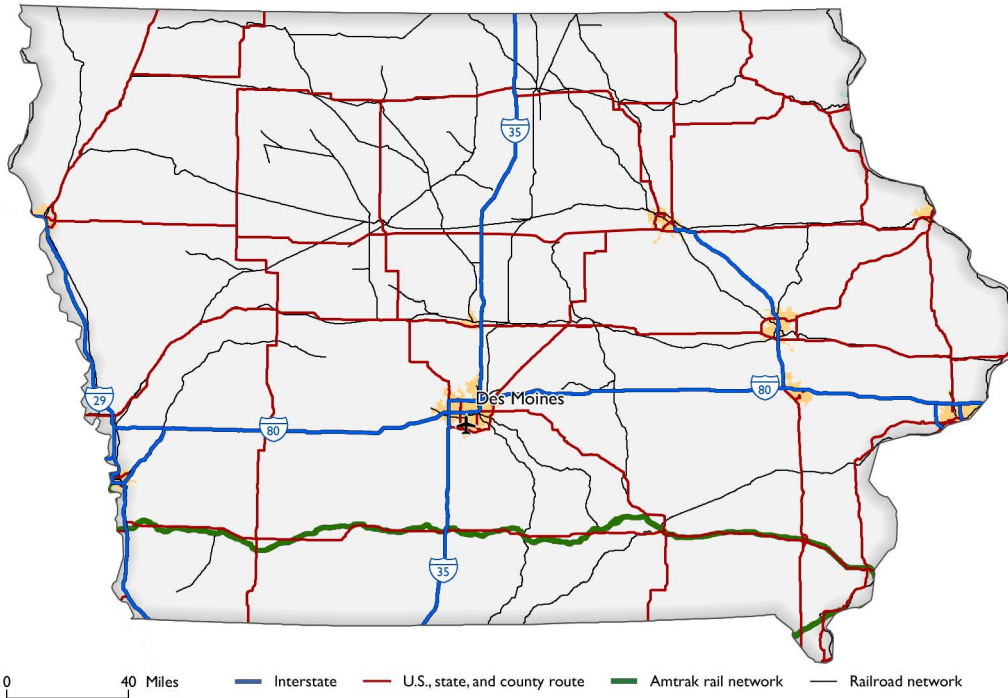 35
29
Des Moines
80
80
35
0 40 Miles
Interstate
U.S., state, and county route
Amtrak rail network
Railroad network